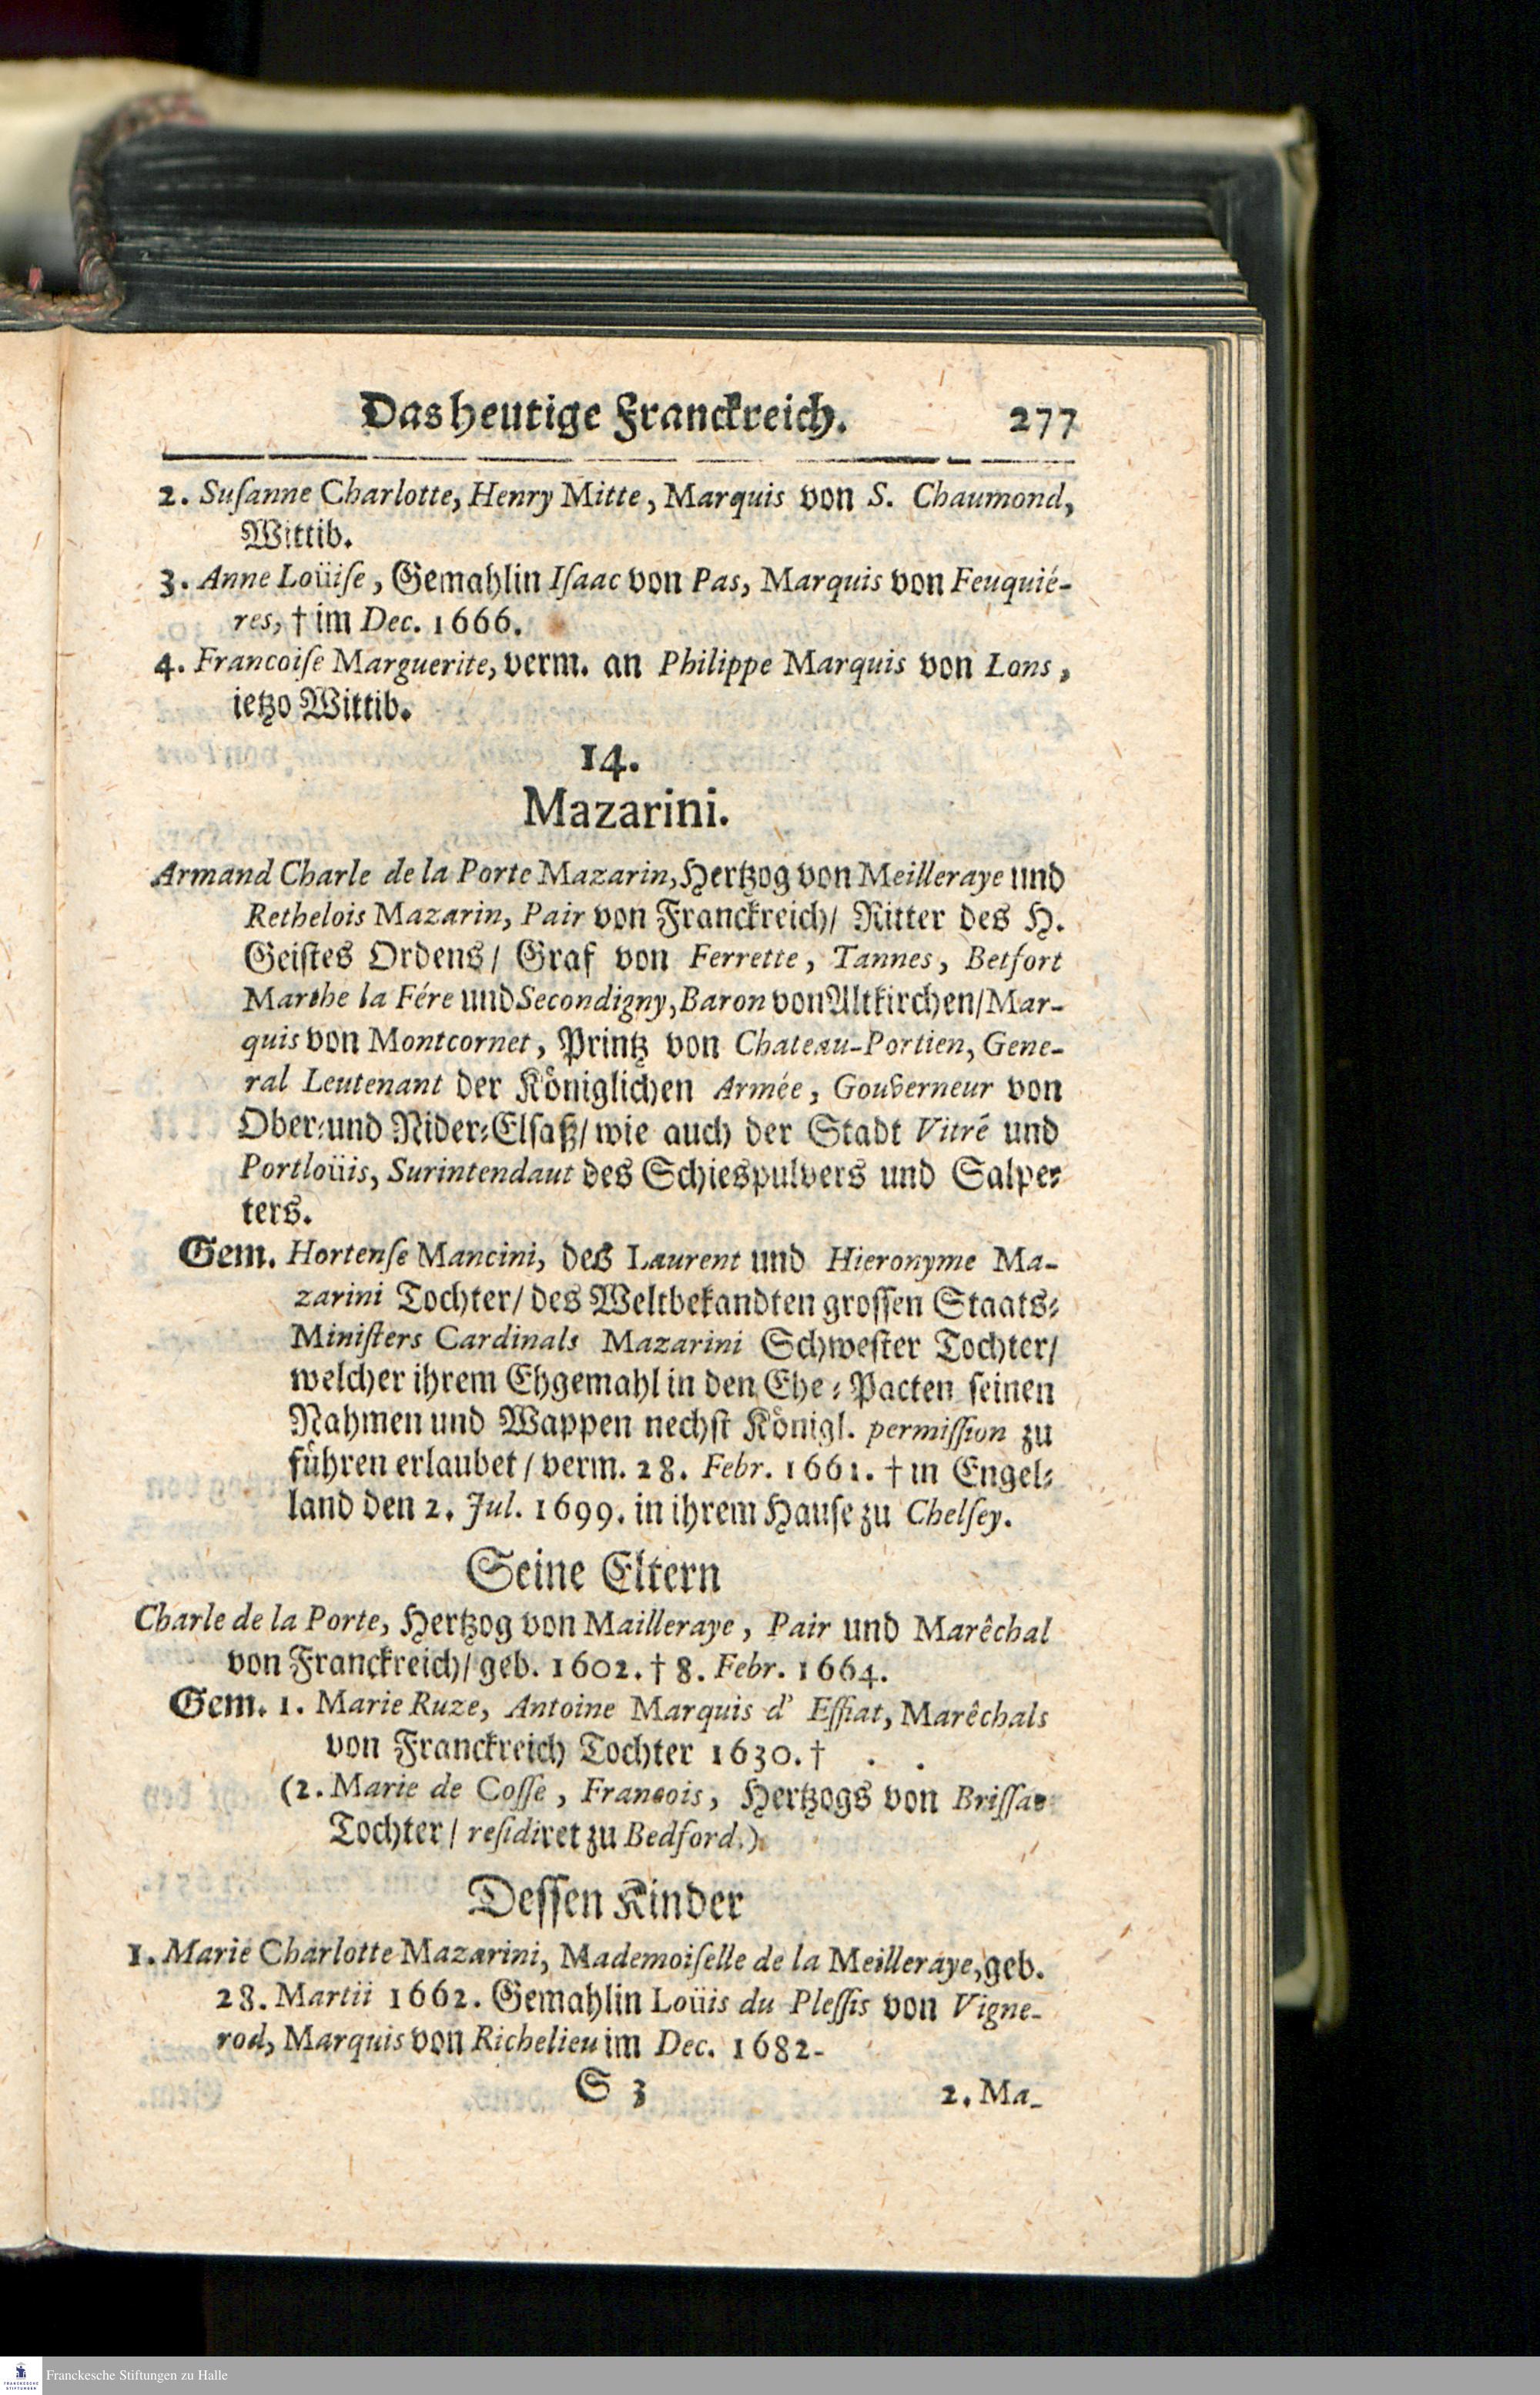 Das heutige Franckreich. 277
2. Susanne Charlotte, Henry Mitte, Marquis von S. Chaumond,
Wittib.
3. Anne Loüise, Gemahlin Isaac von Pas, Marquis von Feuquié-
res, † im Dec. 1666.
4. Francoise Marguerite, verm. an Philippe Marquis von Lons,
ietzo Wittib.
14.
Mazarini.
Armand Charle de la Porte Mazarin, Hertzog von Meilleraye und
Rethelois Mazarin, Pair von Franckreich/ Ritter des H.
Geistes Ordens/ Graf von Ferrette, Tannes, Betfort
Marthe la Fére und Secondigny, Baron von Altkirchen/ Mar-
quis von Montcornet, Printz von Chateau-Portien, Gene-
ral Leutenant der Königlichen Armée, Gouverneur von
Ober- und Nider-Elsaß/ wie auch der Stadt Vitré und
Portloüis, Surintendaut des Schiespulvers und Salpe-
ters.
Gem. Hortense Mancini, des Laurent und Hieronyme Ma-
zarini Tochter/ des Weltbekandten grossen Staats-
Ministers Cardinals Mazarini Schwester Tochter/
welcher ihrem Ehgemahl in den Ehe-Pacten seinen
Nahmen und Wappen nechst Königl. permission zu
führen erlaubet/ verm. 28. Febr. 1661. † in Engel-
land den 2. Jul. 1699. in ihrem Hause zu Chelsey.
Seine Eltern
Charle de la Porte, Hertzog von Mailleraye, Pair und Marêchal
von Franckreich/ geb. 1602. † 8. Febr. 1664.
Gem. 1. Marie Ruze, Antoine Marquis d' Effiat, Marêchals
von Franckreich Tochter 1630. † . .
(2. Marie de Cosse, Francois, Hertzogs von Brissac
Tochter/ residiret zu Bedford.)
Dessen Kinder
1. Marie Charlotte Mazarini, Mademoiselle de la Meilleraye, geb.
28. Martii 1662. Gemahlin Loüis du Plessis von Vigne-
rod, Marquis von Richelieu im Dec. 1682-
S 3 2. Ma-
Franckesche Stiftungen zu Halle
FRANCKESCHE
STIFTUNGEN